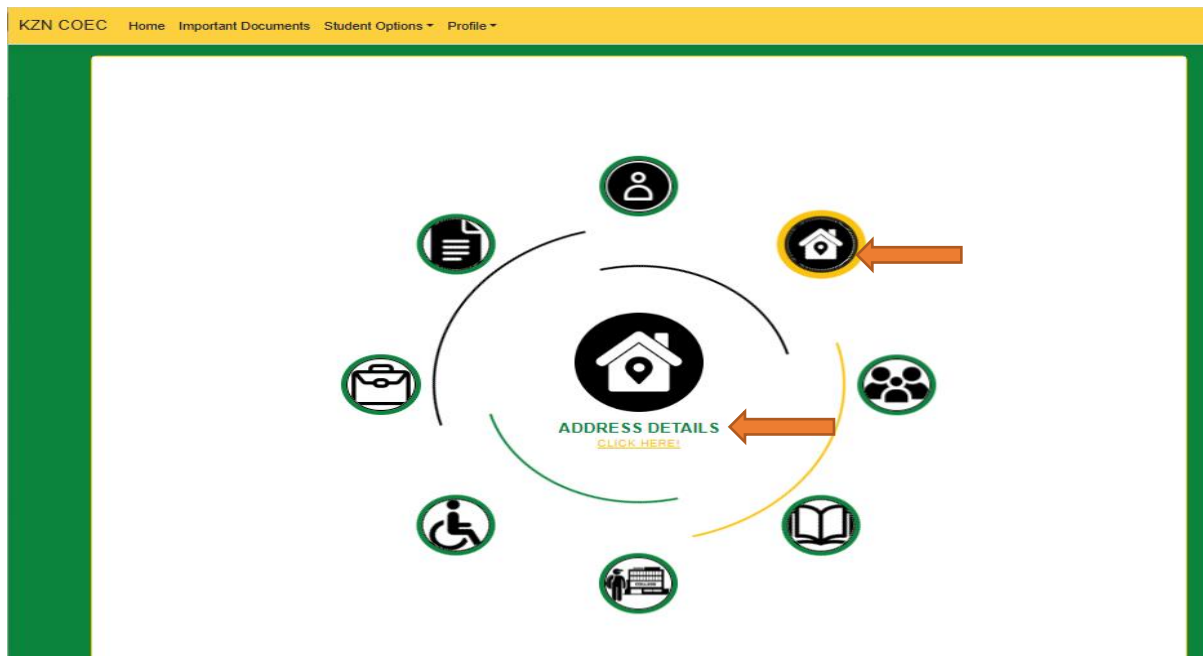 KZN COEC Home Important Documents Student Options Profile
ADDRESS DETAILS
CLICK HERE!